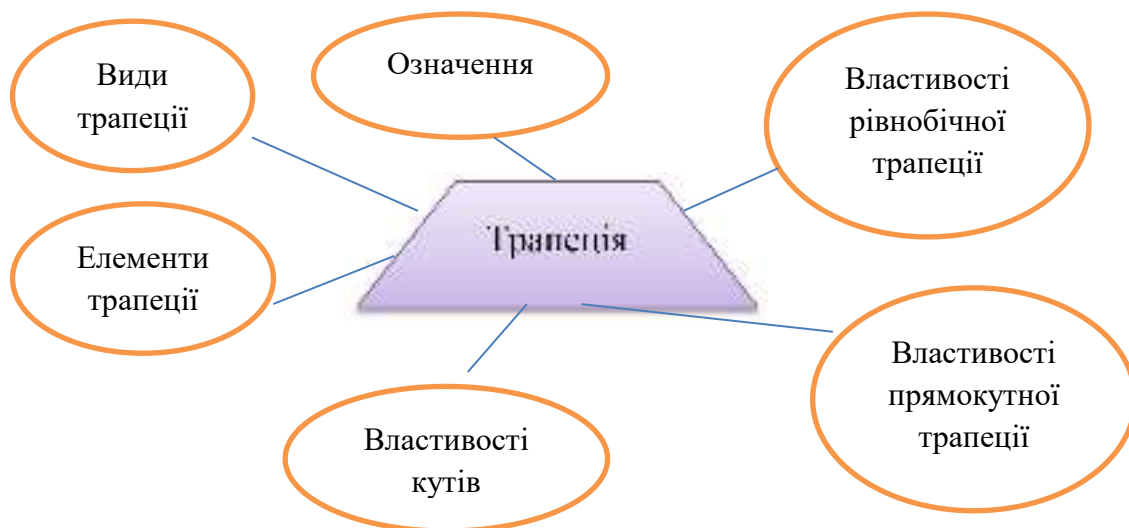 Види
трапеції
Означення
Властивості
рівнобічної
трапеції
Трапеція
Елементи
трапеції
Властивості
прямокутної
трапеції
Властивості
кутів